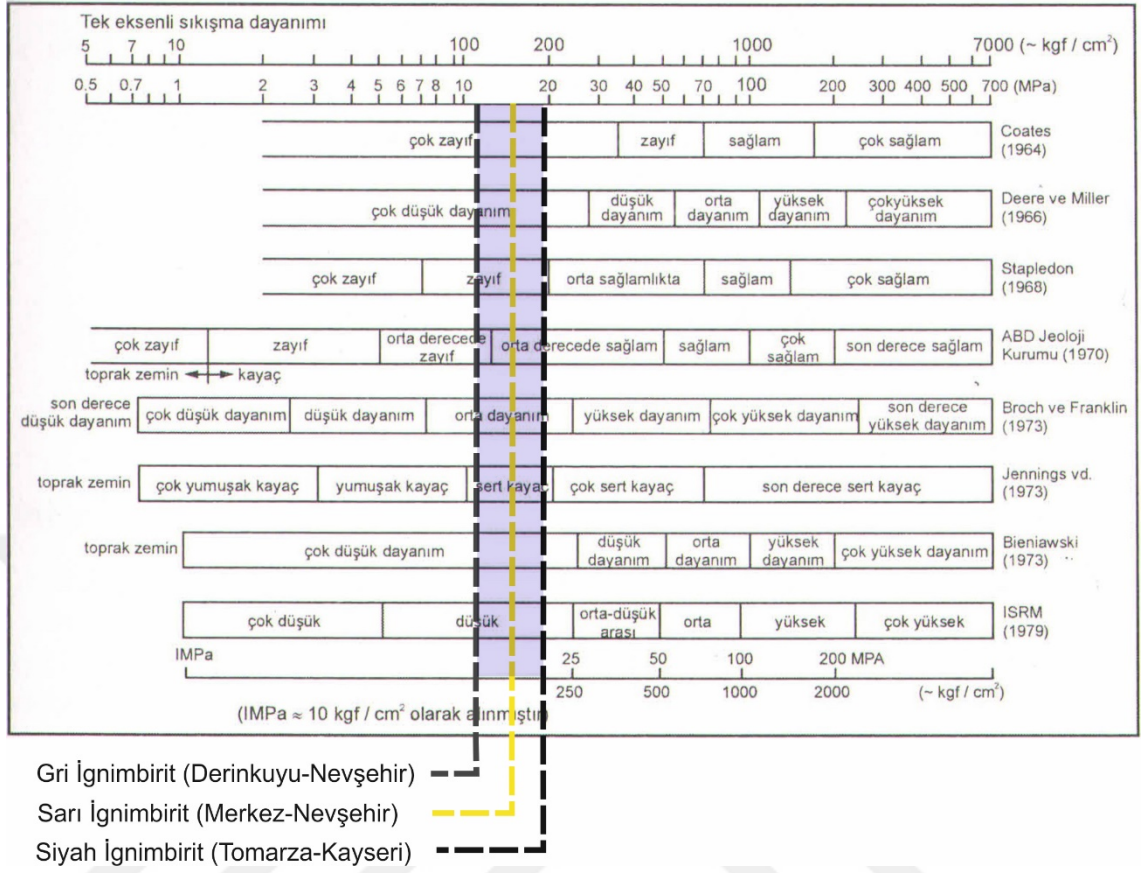 Tek eksenli sıkışma dayanımı
5 7 10 100 200 1000 7000 (~ kgf / cm²)
0.5 0.7 1 2 3 4 5 6 7 8 10 20 30 40 50 70 100 200 300 400 500 700 (MPa)
çok zayıf zayıf sağlam çok sağlam Coates
(1964)
çok düşük dayanım düşük dayanım orta dayanım yüksek dayanım çokyüksek dayanım Deere ve Miller
(1966)
çok zayıf zayıf orta sağlamlıkta sağlam çok sağlam Stapledon
(1968)
çok zayıf zayıf orta derecede zayıf orta derecede sağlam sağlam çok sağlam son derece sağlam ABD Jeoloji
Kurumu (1970)
toprak zemin kayaç
son derece düşük dayanım çok düşük dayanım düşük dayanım orta dayanım yüksek dayanım çok yüksek dayanım son derece yüksek dayanım Broch ve Franklin
(1973)
toprak zemin çok yumuşak kayaç yumuşak kayaç sert kayaç çok sert kayaç son derece sert kayaç Jennings vd.
(1973)
toprak zemin çok düşük dayanım düşük dayanım orta dayanım yüksek dayanım çok yüksek dayanım Bieniawski
(1973)
çok düşük düşük orta-düşük arası orta yüksek çok yüksek ISRM
(1979)
IMPa 25 50 100 200 MPA
250 500 1000 2000 (~ kgf / cm²)
(IMPa ≈ 10 kgf / cm² olarak alınmıştır)
Gri İgnimbirit (Derinkuyu-Nevşehir)
Sarı İgnimbirit (Merkez-Nevşehir)
Siyah İgnimbirit (Tomarza-Kayseri)